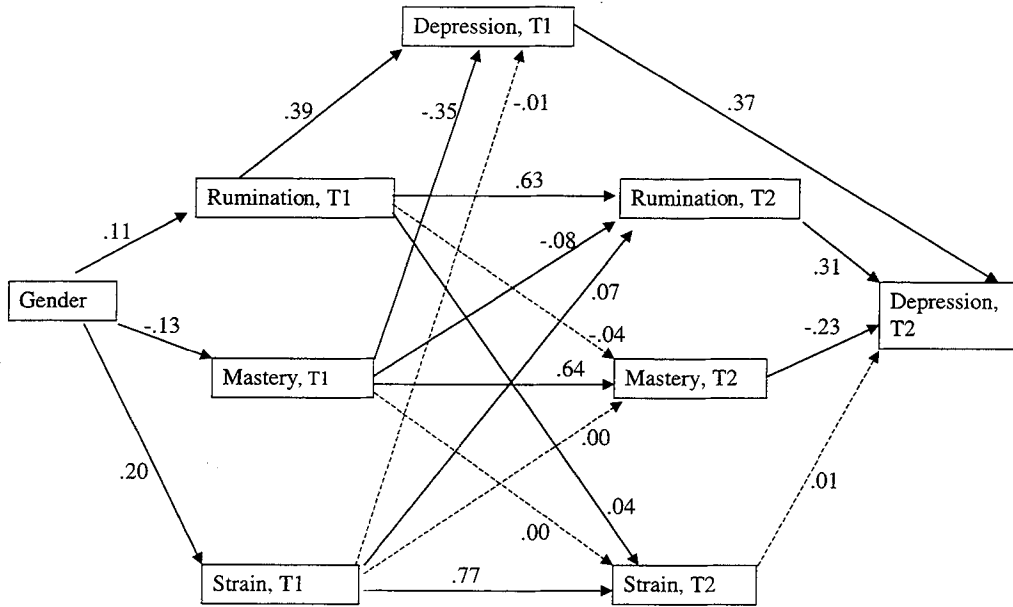 Depression, T1
.39
-.35
-.01
.37
Rumination, T1
.63
Rumination, T2
.11
-.08
.31
Gender
.07
Depression,
T2
-.13
-.04
-.23
Mastery, T1
.64
Mastery, T2
.00
.20
.01
.04
.00
Strain, T1
.77
Strain, T2